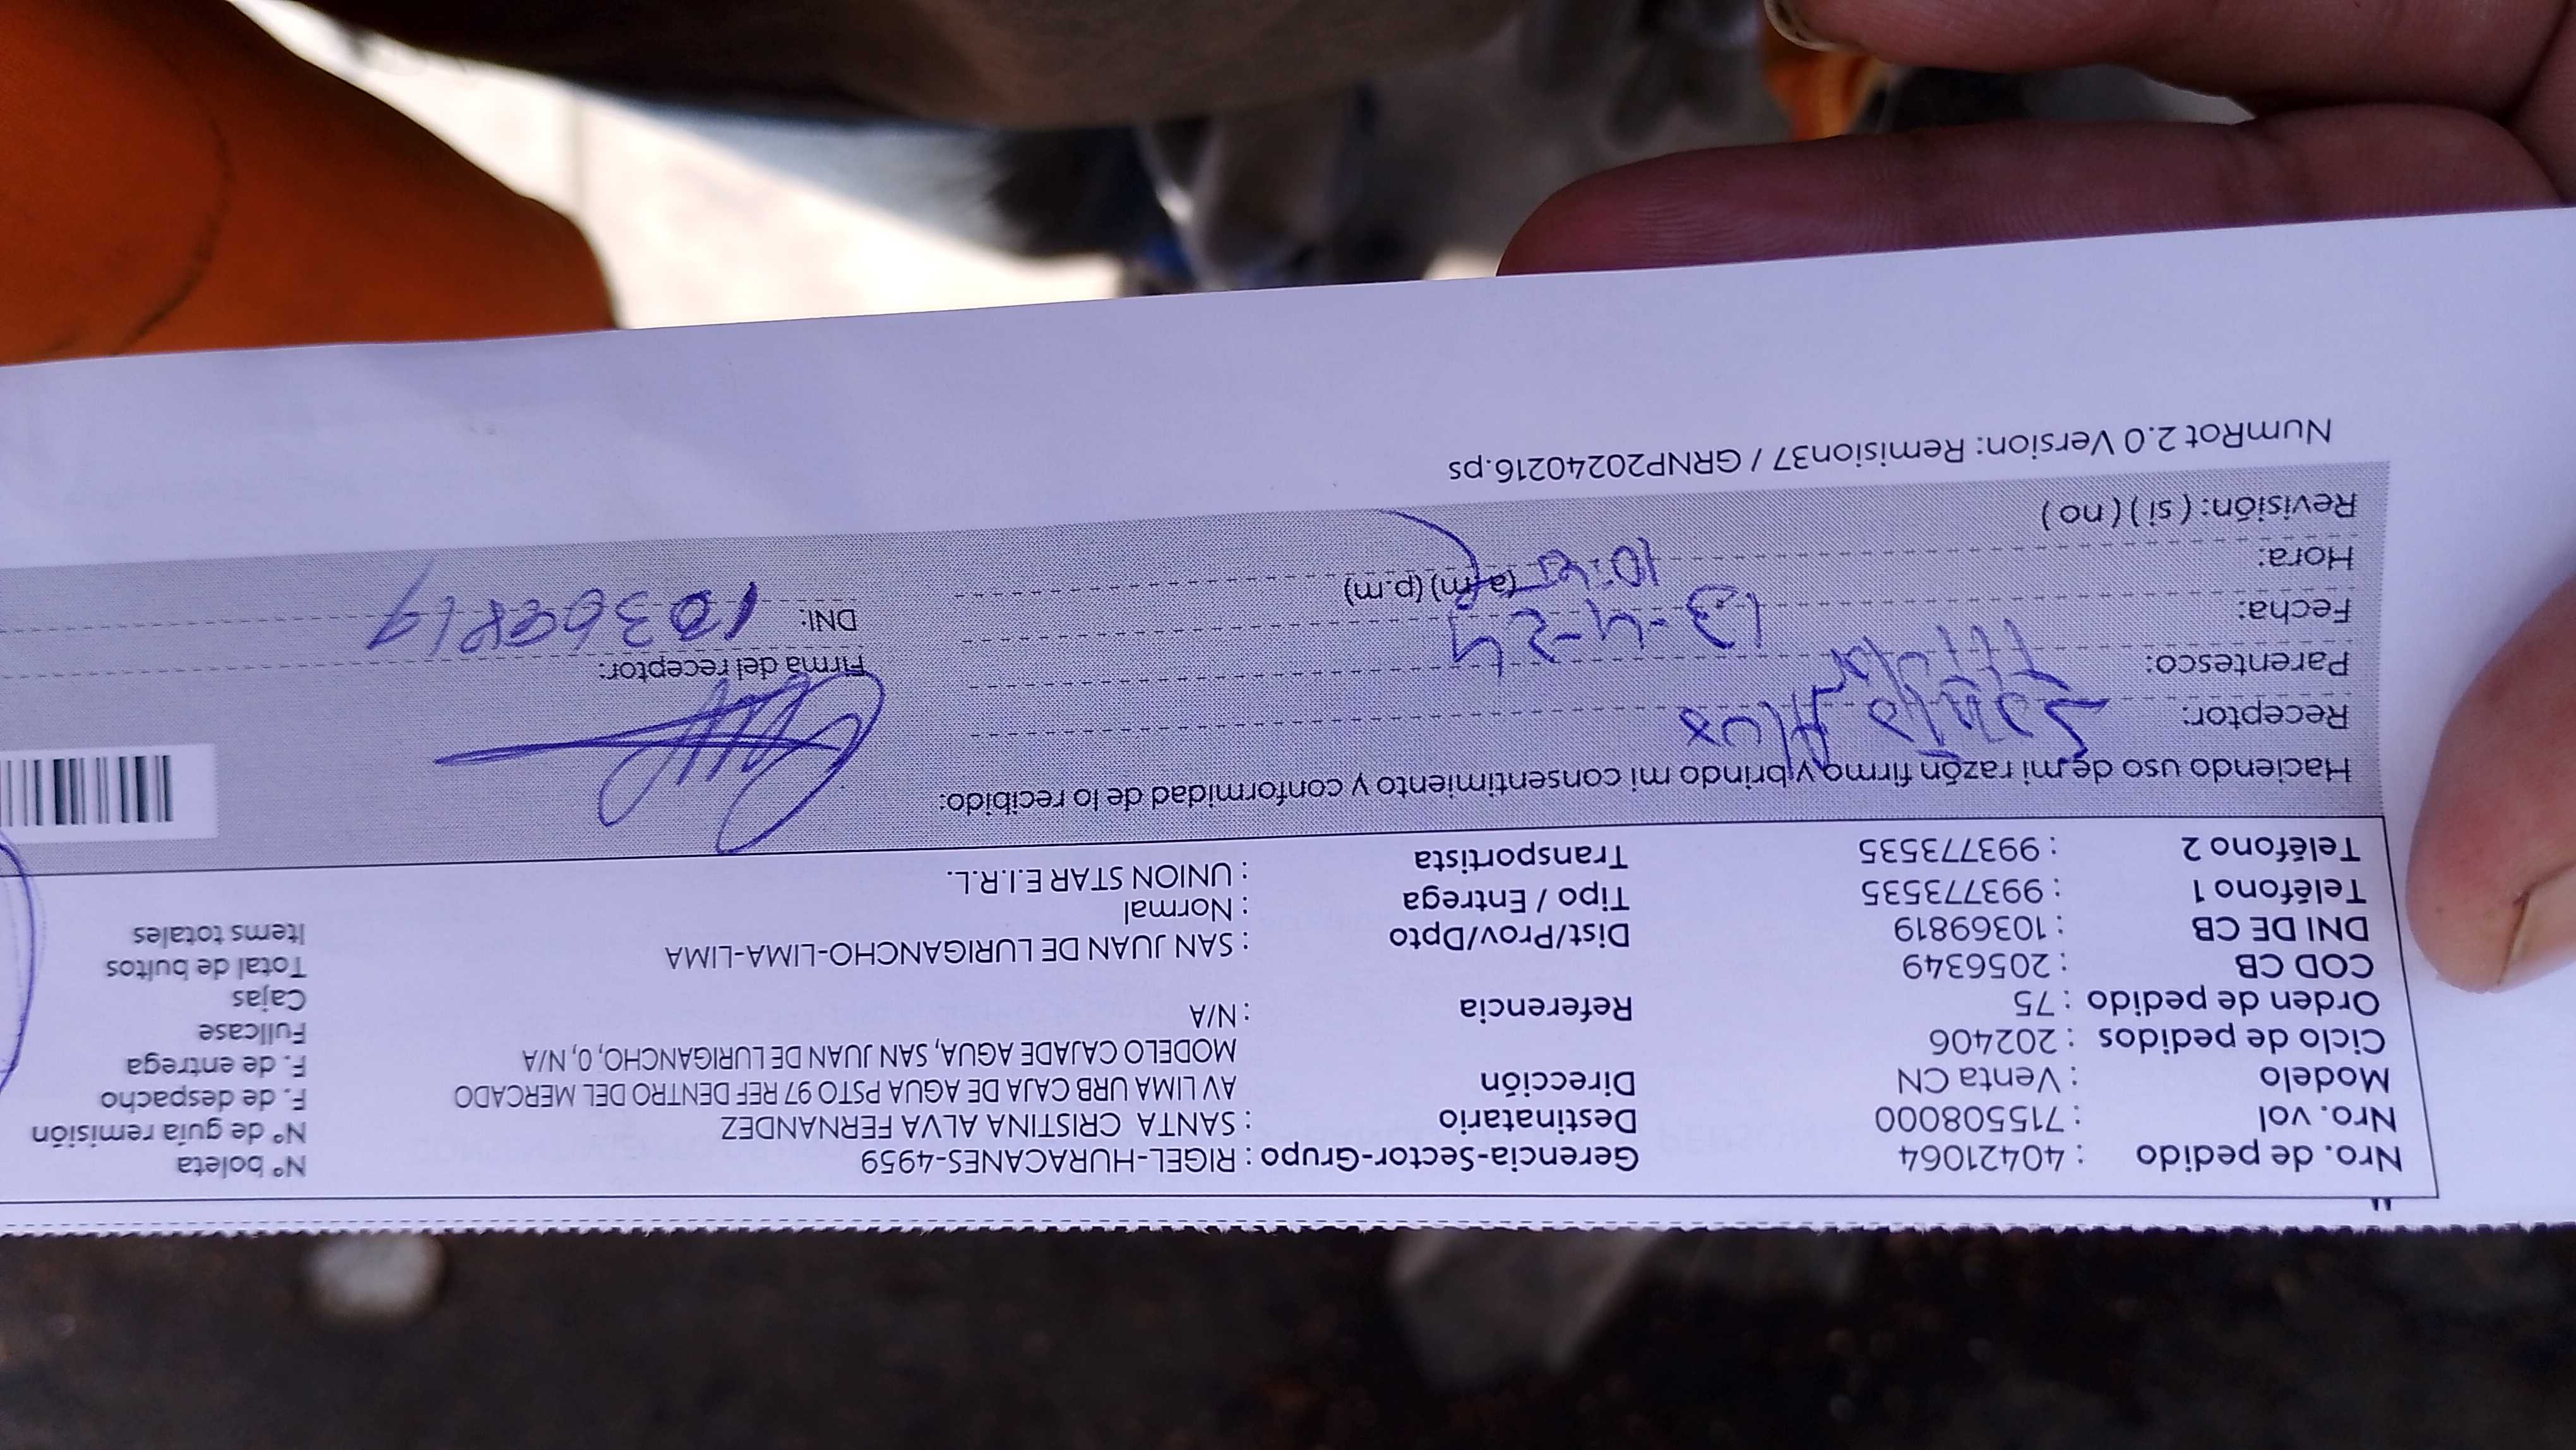 Nro. de pedido : 40421064 Gerencia-Sector-Grupo : RIGEL-HURACANES-4959 N° boleta
Nro. vol : 715508000 Destinatario : SANTA CRISTINA ALVA FERNANDEZ N° de guía remisión
Modelo : Venta CN Dirección AV LIMA URB CAJA DE AGUA PSTO 97 REF DENTRO DEL MERCADO F. de despacho
Ciclo de pedidos : 202406 MODELO CAJADE AGUA, SAN JUAN DE LURIGANCHO, 0, N/A F. de entrega
Orden de pedido : 75 Referencia : N/A Fullcase
COD CB : 2056349 Cajas
DNI DE CB : 10369819 Dist/Prov/Dpto : SAN JUAN DE LURIGANCHO-LIMA-LIMA Total de bultos
Teléfono 1 : 993773535 Tipo / Entrega : Normal Items totales
Teléfono 2 : 993773535 Transportista : UNION STAR E.I.R.L.
Haciendo uso de mi razón firmo y brindo mi consentimiento y conformidad de lo recibido:
Receptor: Alva
Parentesco: Titular Firma del receptor:
Fecha: 13-4-24 DNI: 10369819
Hora: (a.m) (p.m)
Revisión: ( si ) ( no )
NumRot 2.0 Version: Remision37 / GRNP20240216.ps